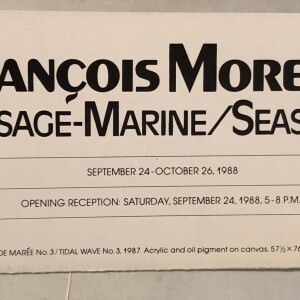 ANÇOIS MORE
SAGE-MARINE/SEAS
SEPTEMBER 24-OCTOBER 26, 1988
OPENING RECEPTION: SATURDAY, SEPTEMBER 24, 1988, 5-8 P.M.
DE MARÉE No. 3/TIDAL WAVE No. 3, 1987. Acrylic and oil pigment on canvas, 57½ × 76